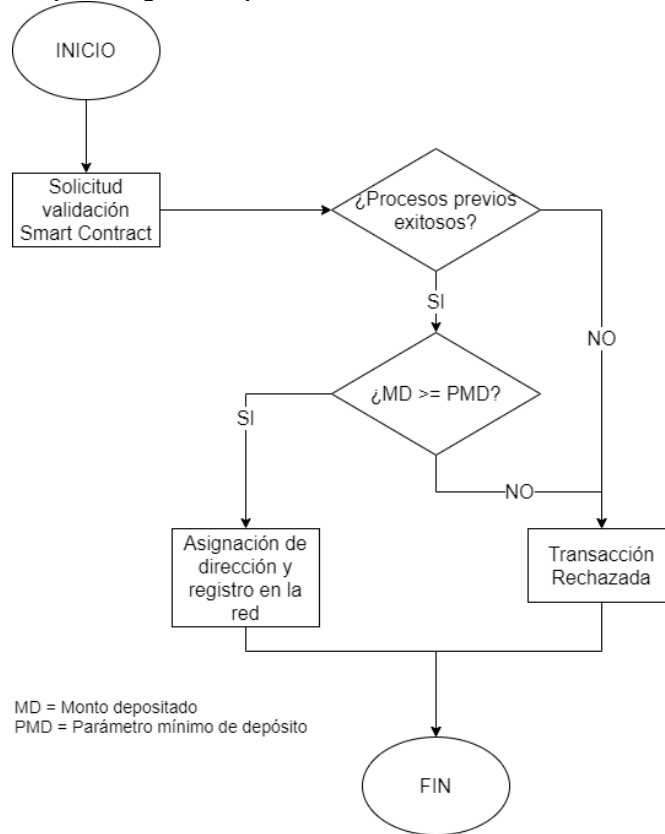 INICIO
Solicitud
validación
Smart Contract
¿Procesos previos
exitosos?
SI
NO
¿MD >= PMD?
SI
NO
Asignación de
dirección y
registro en la
red
Transacción
Rechazada
MD = Monto depositado
PMD = Parámetro mínimo de depósito
FIN